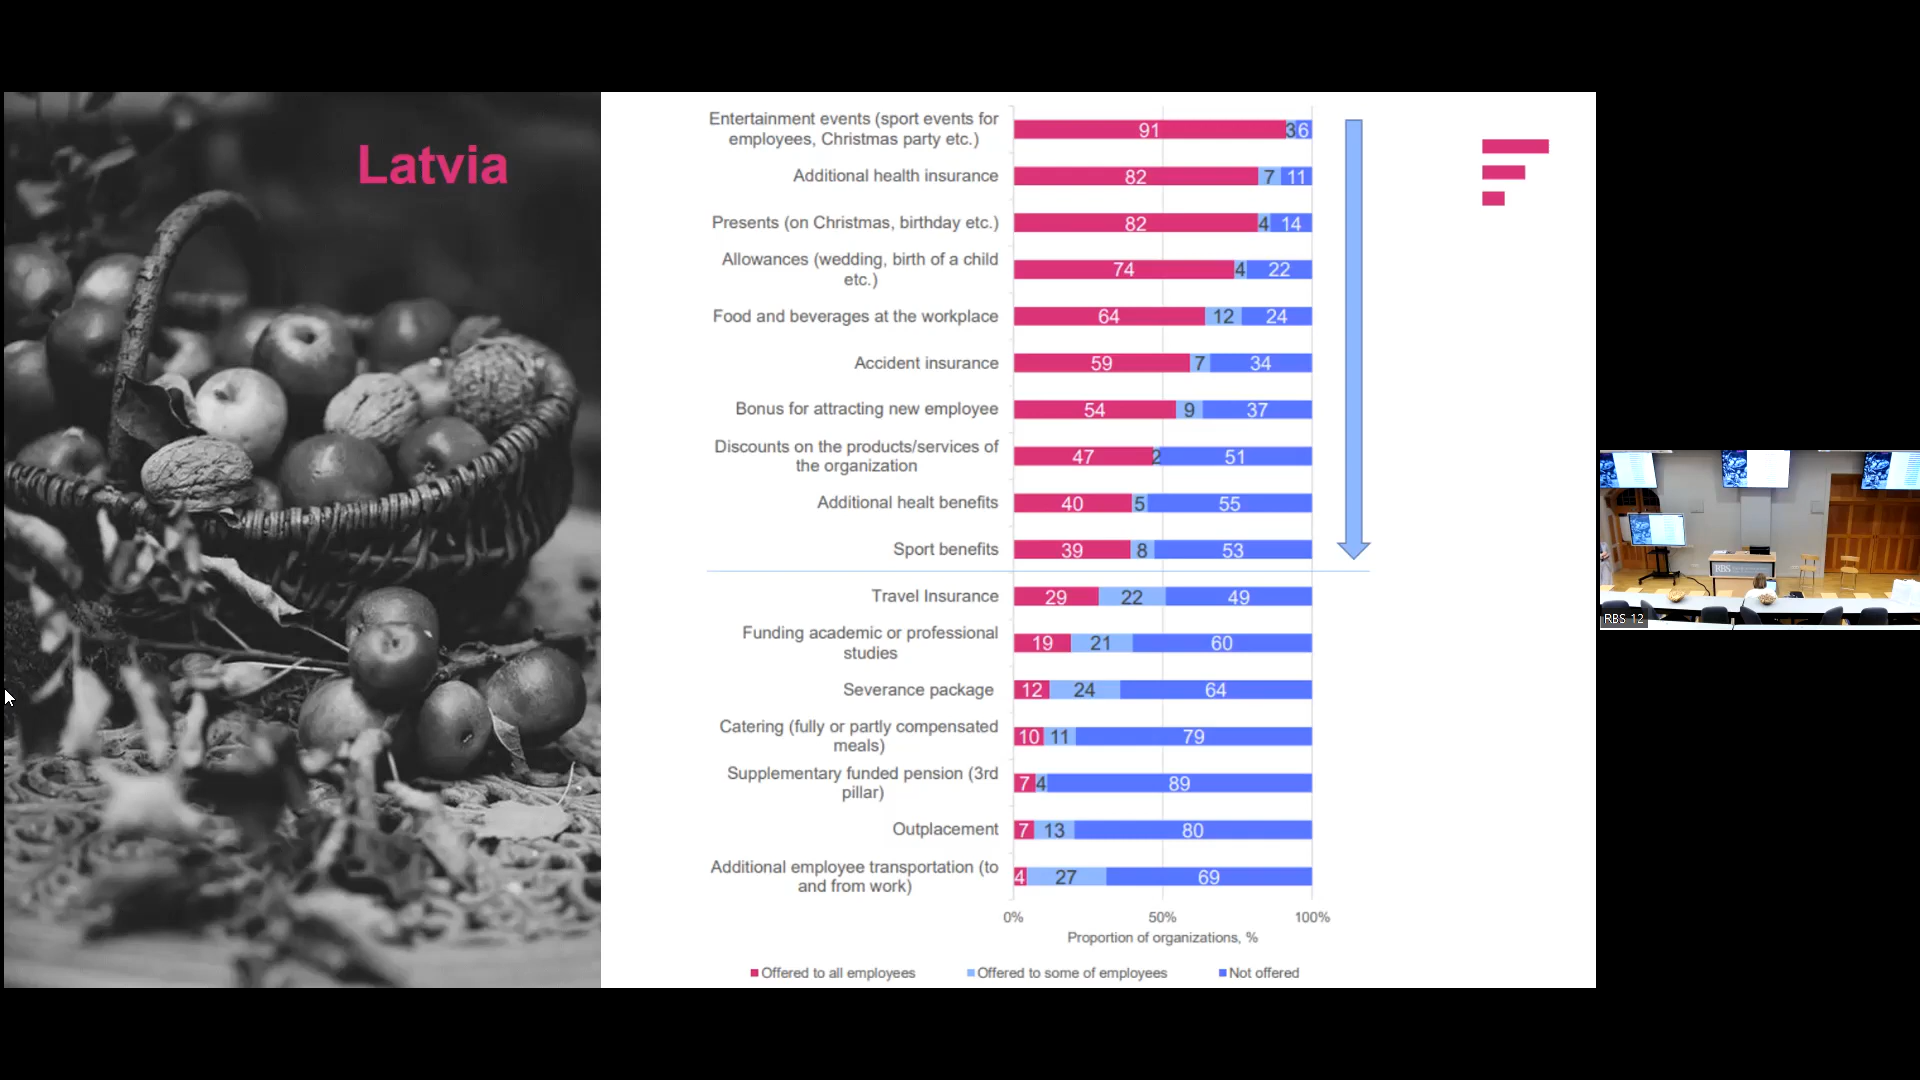 Latvia
Entertainment events (sport events for
employees, Christmas party etc.)
91 3 6
Additional health insurance
82 7 11
Presents (on Christmas, birthday etc.)
82 4 14
Allowances (wedding, birth of a child
etc.)
74 4 22
Food and beverages at the workplace
64 12 24
Accident insurance
59 7 34
Bonus for attracting new employee
54 9 37
Discounts on the products/services of
the organization
47 2 51
Additional healt benefits
40 5 55
Sport benefits
39 8 53
Travel Insurance
29 22 49
Funding academic or professional
studies
19 21 60
Severance package
12 24 64
Catering (fully or partly compensated
meals)
10 11 79
Supplementary funded pension (3rd
pillar)
7 4 89
Outplacement
7 13 80
Additional employee transportation (to
and from work)
4 27 69
0% 50% 100%
Proportion of organizations, %
Offered to all employees Offered to some of employees Not offered
RBS
RBS 12